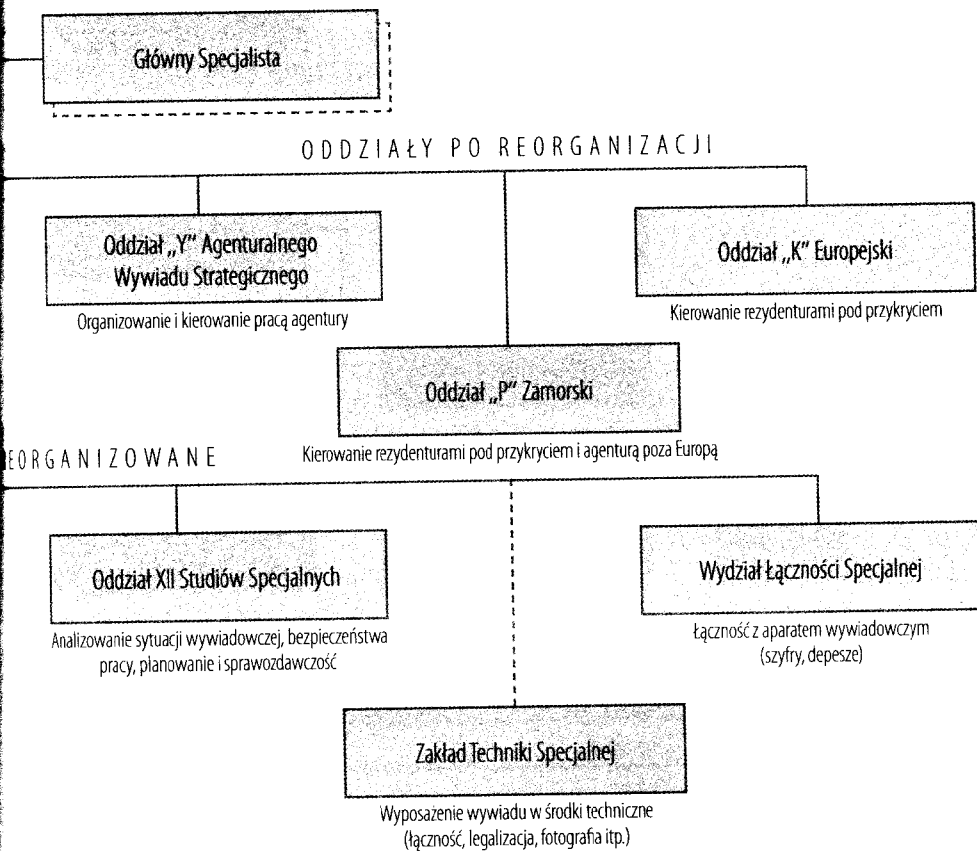 Główny Specjalista
ODDZIAŁY PO REORGANIZACJI
Oddział „Y” Agenturalnego
Wywiadu Strategicznego
Organizowanie i kierowanie pracą agentury
Oddział „K” Europejski
Kierowanie rezydenturami pod przykryciem
Oddział „P” Zamorski
Kierowanie rezydenturami pod przykryciem i agenturą poza Europą
EORGANIZOWANE
Oddział XII Studiów Specjalnych
Analizowanie sytuacji wywiadowczej, bezpieczeństwa
pracy, planowanie i sprawozdawczość
Wydział Łączności Specjalnej
Łączność z aparatem wywiadowczym
(szyfry, depesze)
Zakład Techniki Specjalnej
Wyposażenie wywiadu w środki techniczne
(łączność, legalizacja, fotografia itp.)